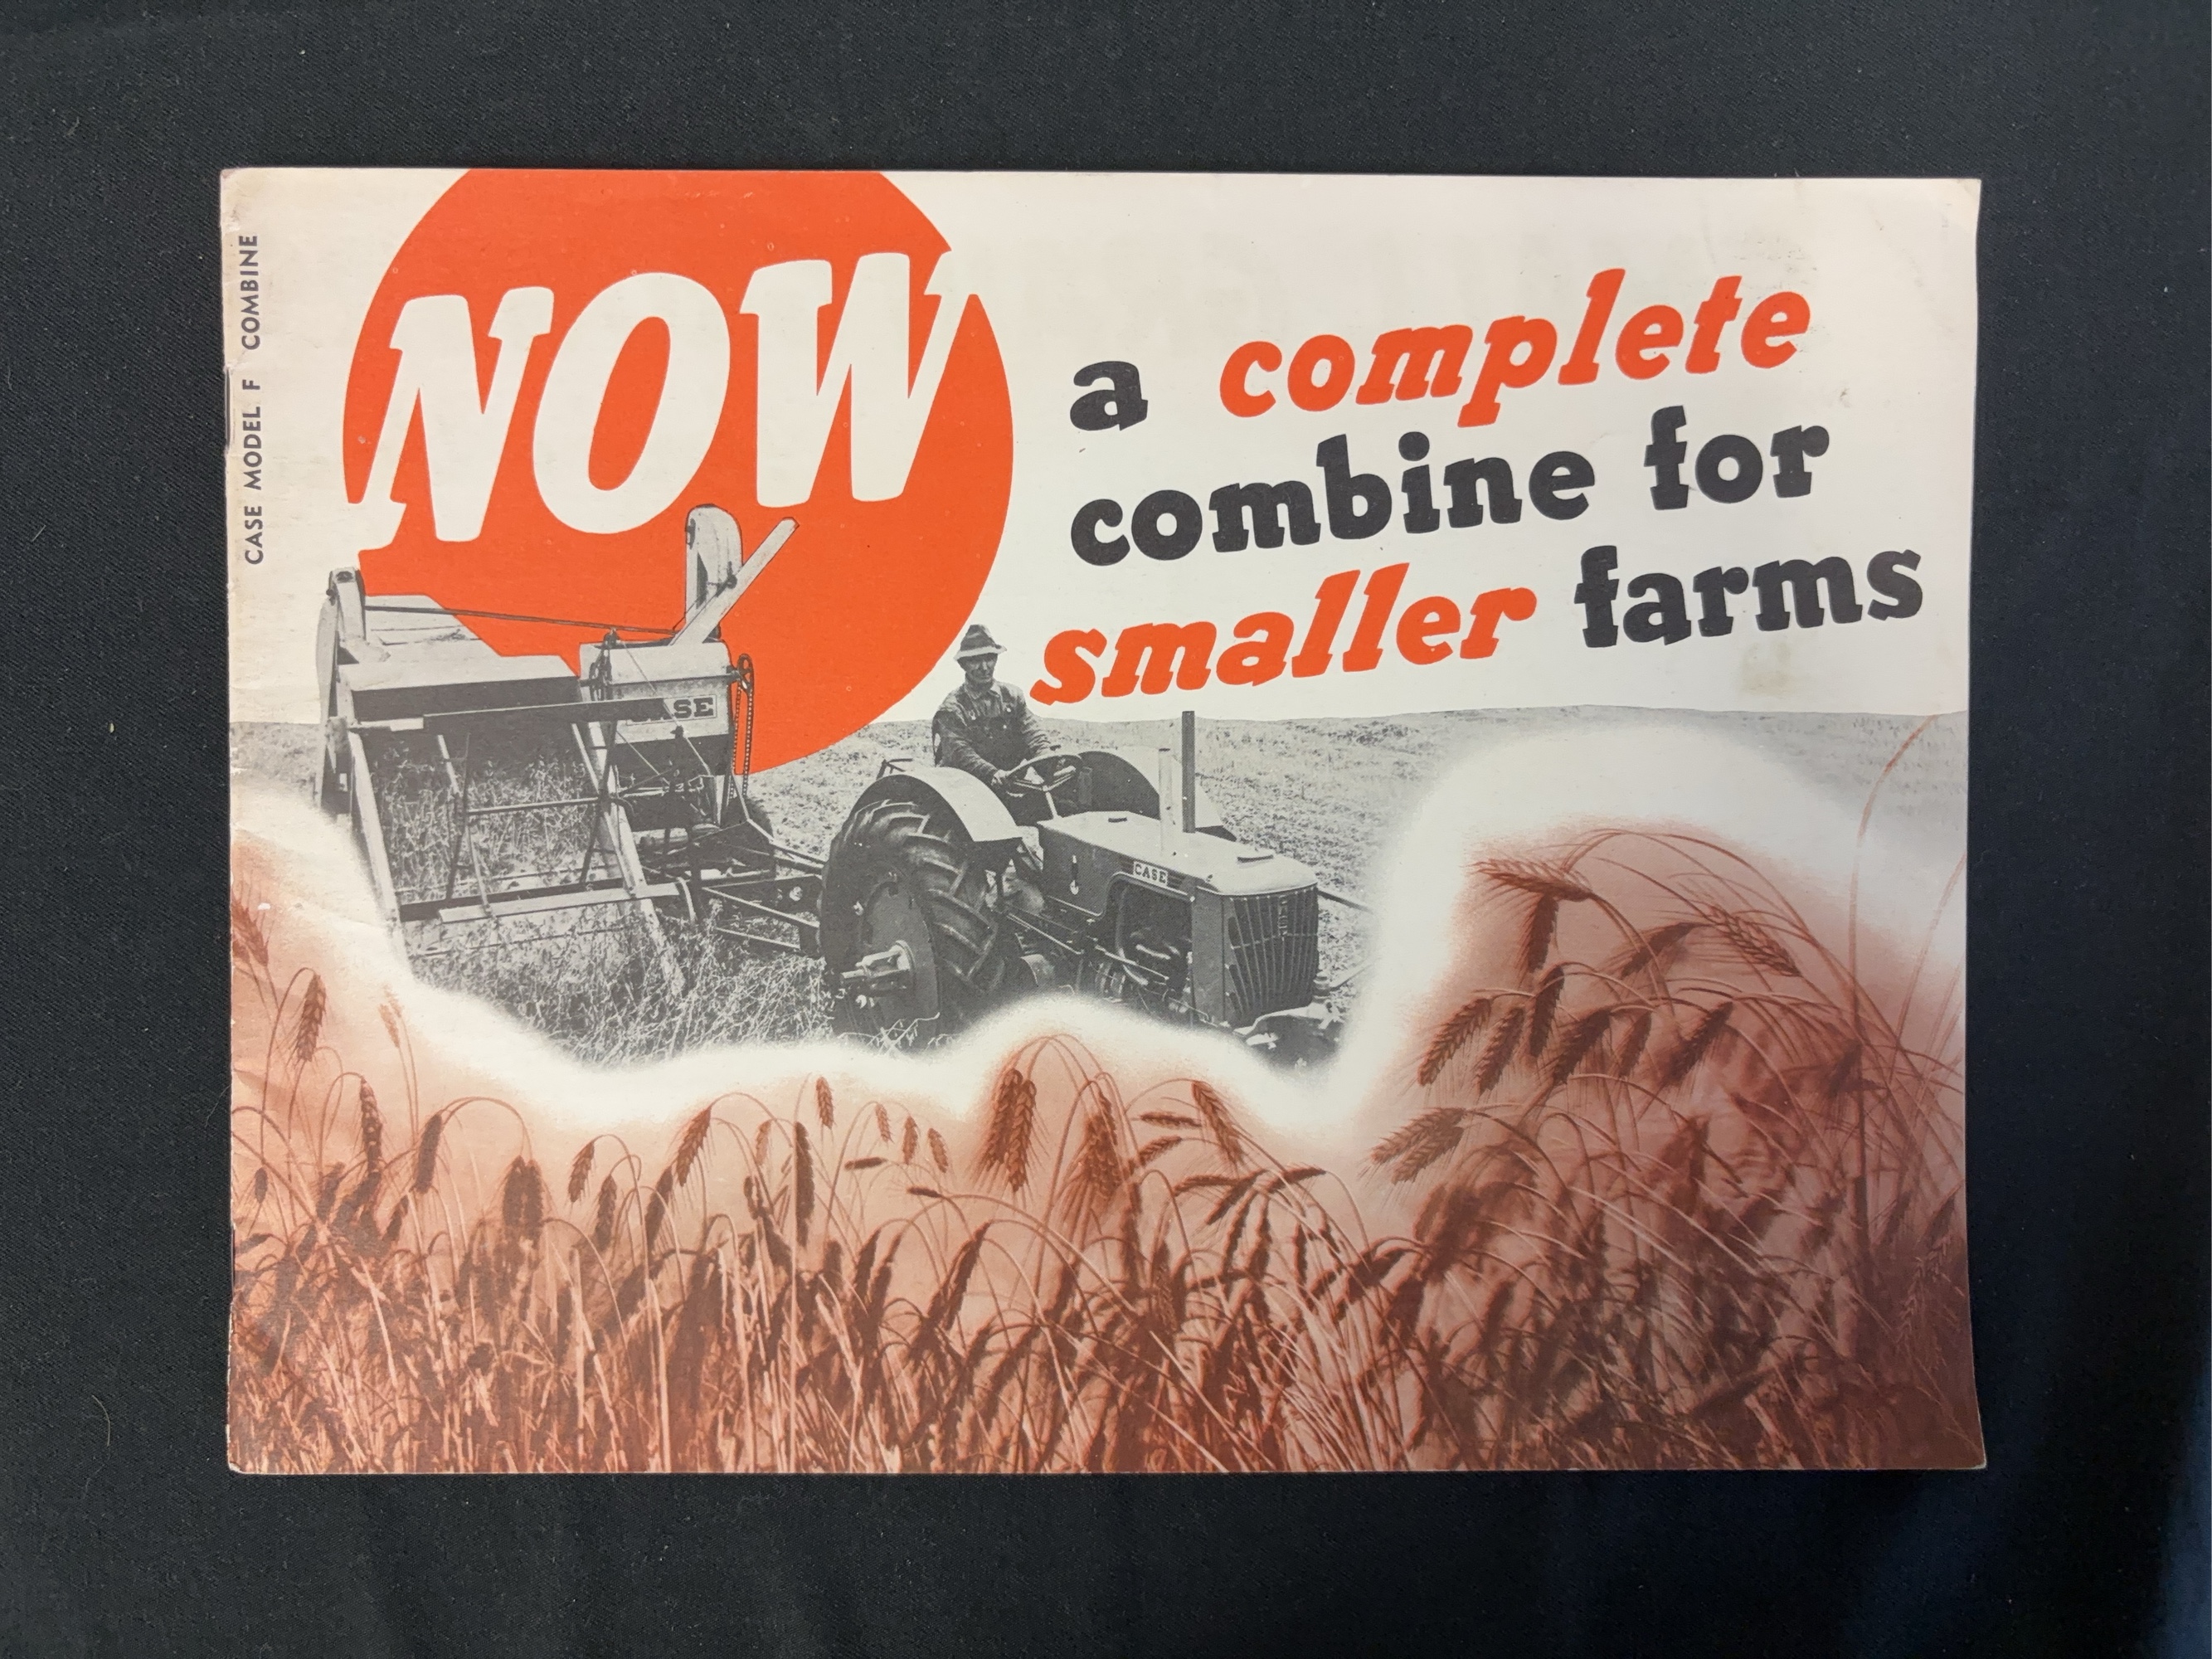 CASE MODEL F COMBINE
NOW
a complete
combine for
smaller farms
CASE
CASE